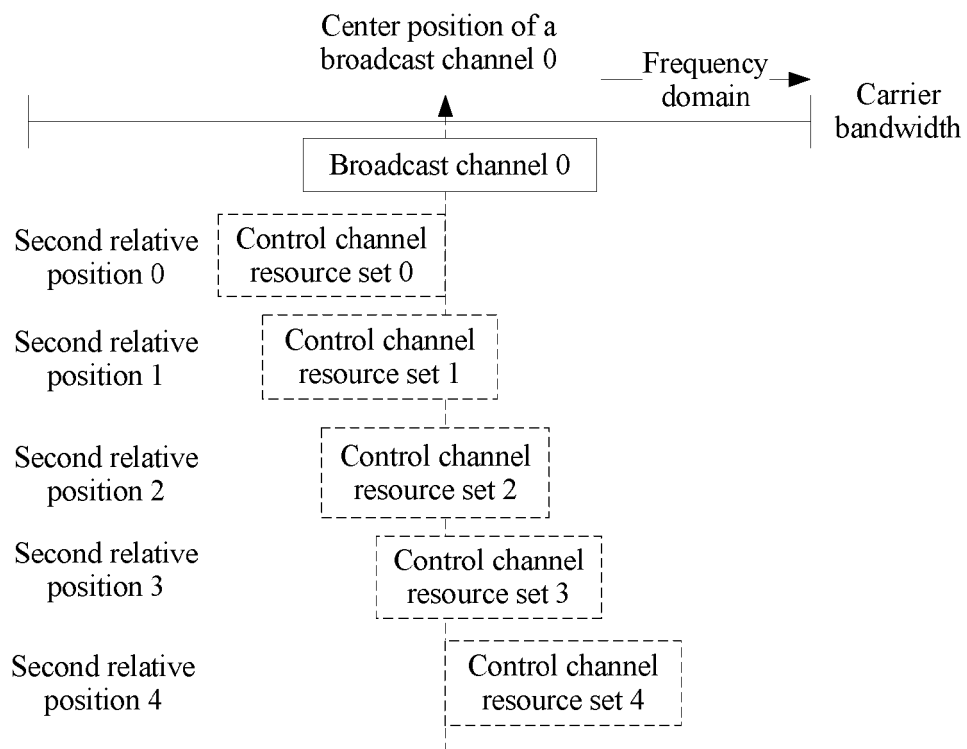 Center position of a
broadcast channel 0
Frequency
domain
Carrier
bandwidth
Broadcast channel 0
Second relative
position 0
Control channel
resource set 0
Second relative
position 1
Control channel
resource set 1
Second relative
position 2
Control channel
resource set 2
Second relative
position 3
Control channel
resource set 3
Second relative
position 4
Control channel
resource set 4